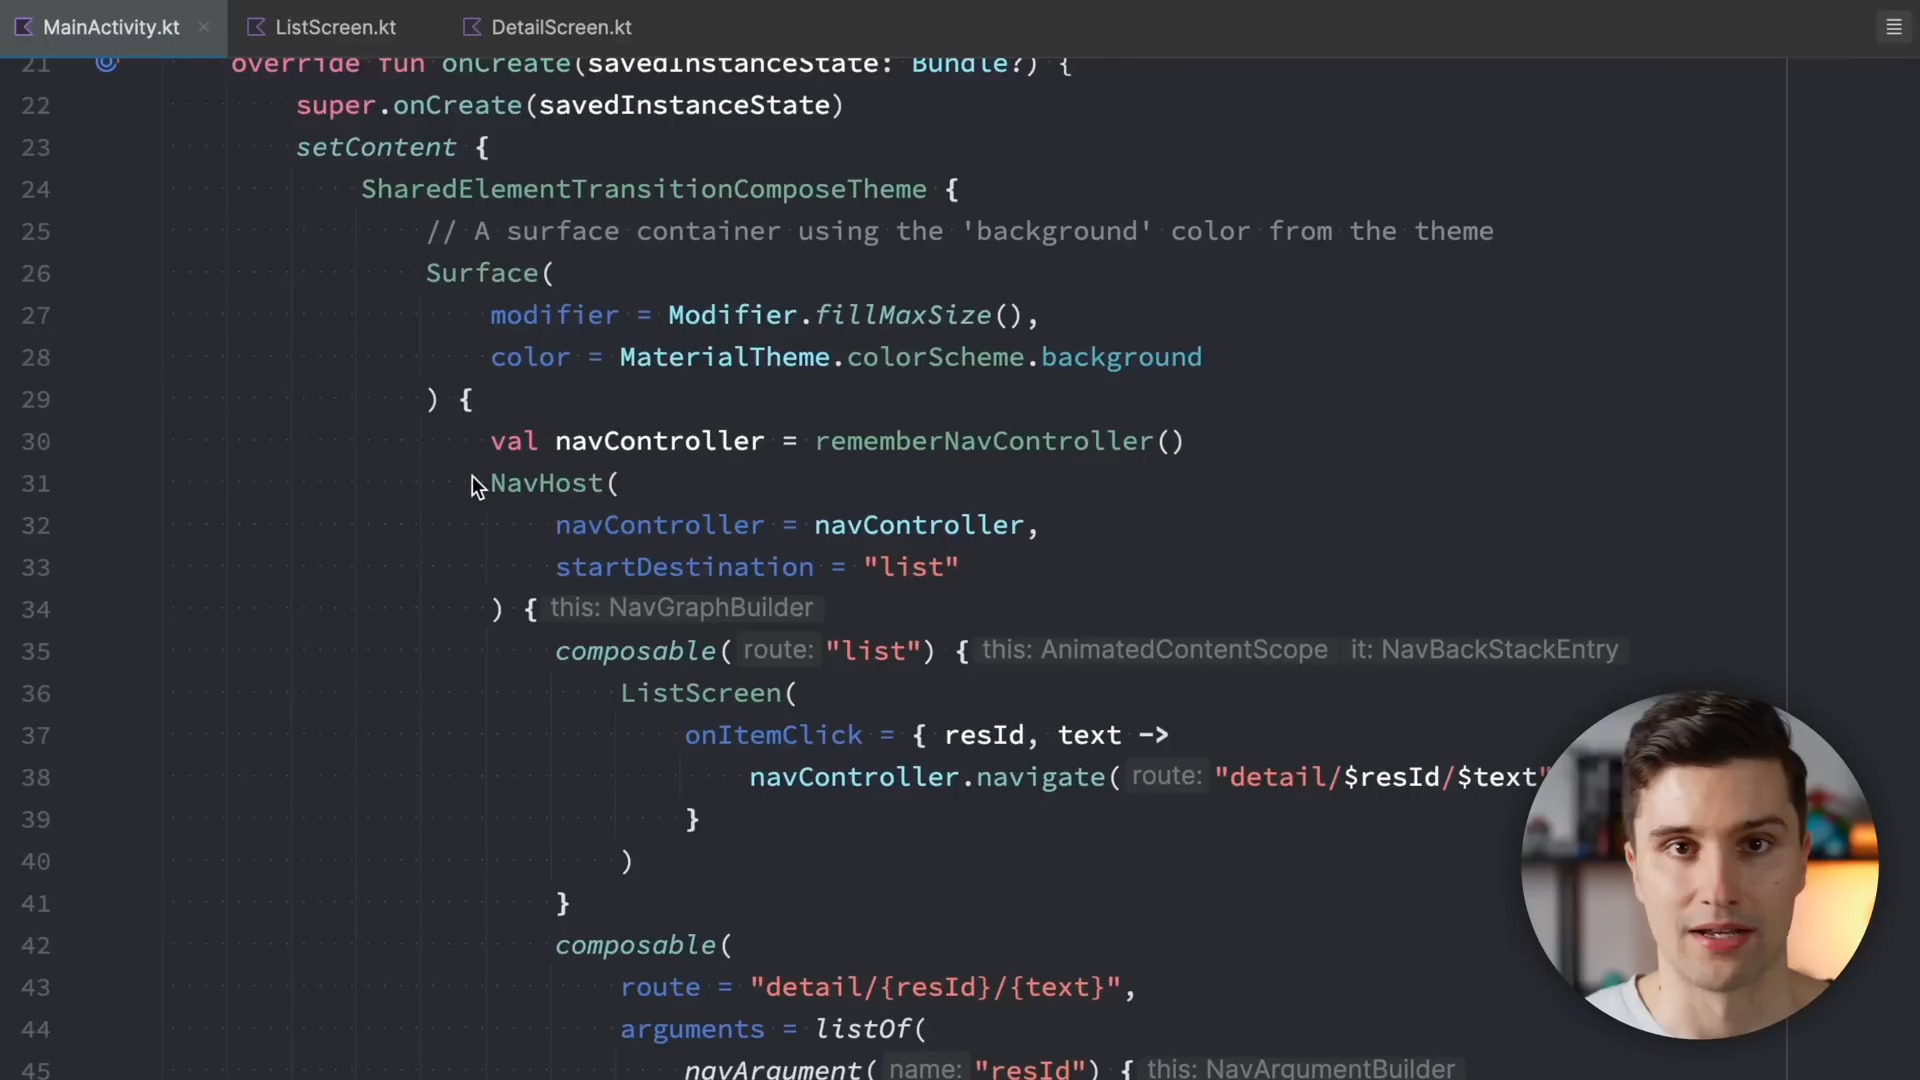 MainActivity.kt
ListScreen.kt
DetailScreen.kt
21 override fun onCreate(savedInstanceState: Bundle?) {
22 super.onCreate(savedInstanceState)
23 setContent {
24 SharedElementTransitionComposeTheme {
25 // A surface container using the 'background' color from the theme
26 Surface(
27 modifier = Modifier.fillMaxSize(),
28 color = MaterialTheme.colorScheme.background
29 ) {
30 val navController = rememberNavController()
31 NavHost(
32 navController = navController,
33 startDestination = "list"
34 ) { this: NavGraphBuilder
35 composable( route: "list") { this: AnimatedContentScope it: NavBackStackEntry
36 ListScreen(
37 onItemClick = { resId, text ->
38 navController.navigate( route: "detail/$resId/$text"
39 }
40 )
41 }
42 composable(
43 route = "detail/{resId}/{text}",
44 arguments = listOf(
45 navArgument( name: "resId") { this: NavArgumentBuilder